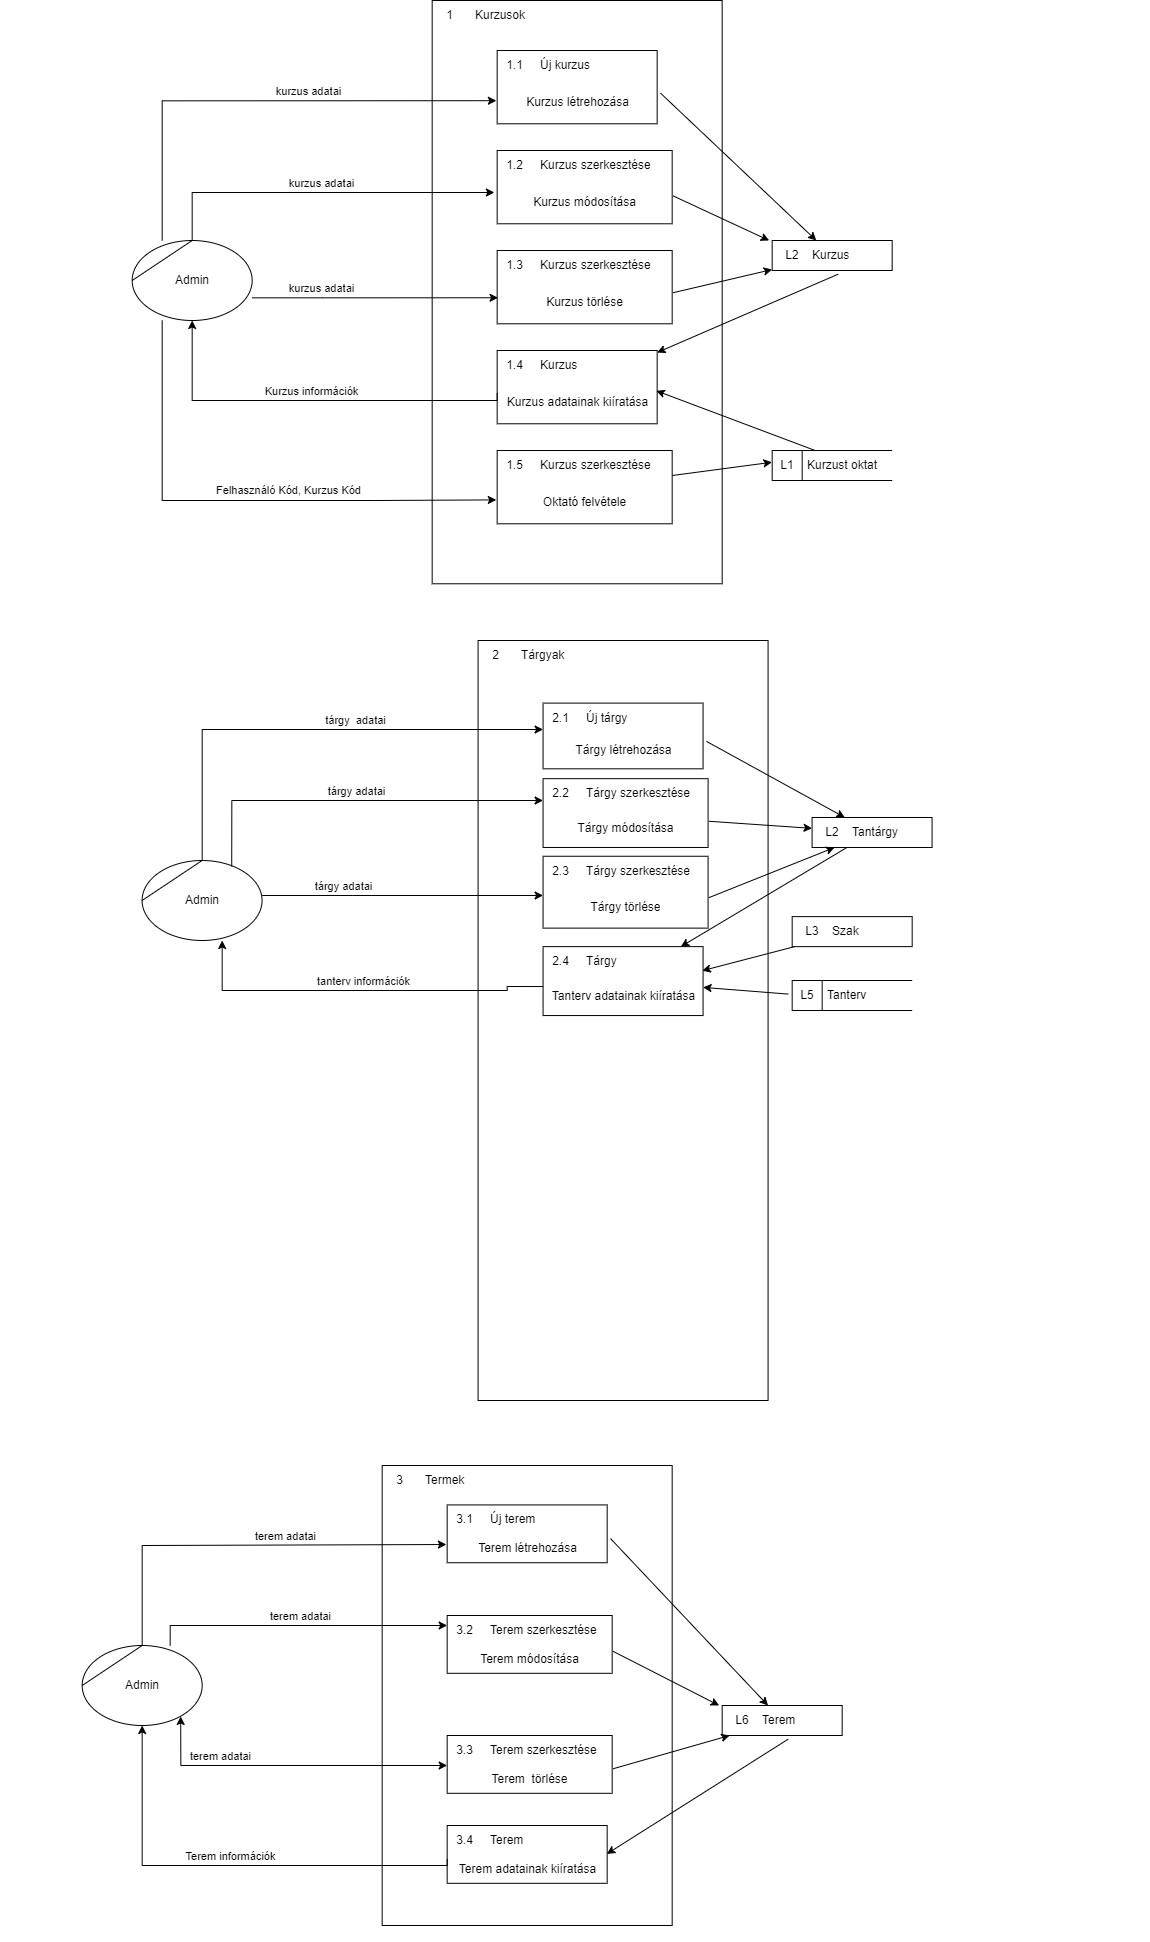 1 Kurzusok
1.1 Új kurzus
kurzus adatai
Kurzus létrehozása
1.2 Kurzus szerkesztése
kurzus adatai
Kurzus módosítása
L2 Kurzus
1.3 Kurzus szerkesztése
Admin
kurzus adatai
Kurzus törlése
1.4 Kurzus
Kurzus információk
Kurzus adatainak kiíratása
1.5 Kurzus szerkesztése
L1 Kurzust oktat
Felhasználó Kód, Kurzus Kód
Oktató felvétele
2 Tárgyak
2.1 Új tárgy
tárgy adatai
Tárgy létrehozása
2.2 Tárgy szerkesztése
tárgy adatai
Tárgy módosítása
L2 Tantárgy
2.3 Tárgy szerkesztése
tárgy adatai
Admin
Tárgy törlése
L3 Szak
2.4 Tárgy
tanterv információk
Tanterv adatainak kiíratása
L5 Tanterv
3 Termek
3.1 Új terem
terem adatai
Terem létrehozása
terem adatai
3.2 Terem szerkesztése
Terem módosítása
Admin
L6 Terem
3.3 Terem szerkesztése
terem adatai
Terem törlése
3.4 Terem
Terem információk
Terem adatainak kiíratása